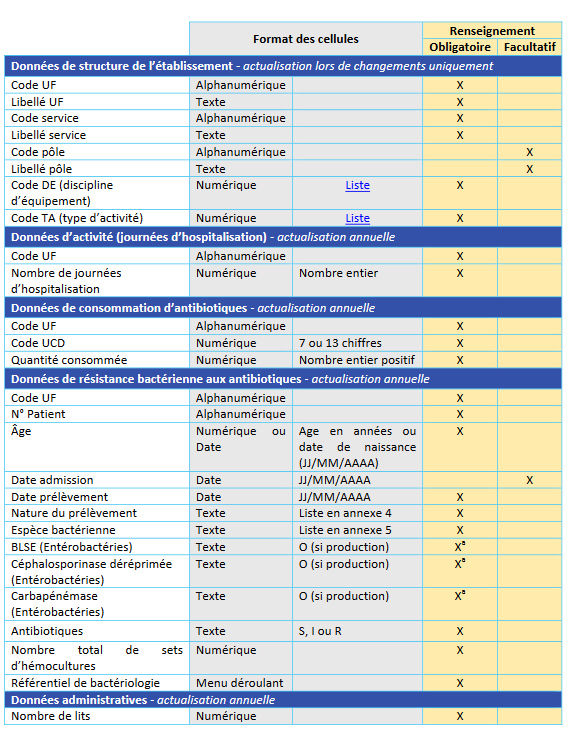 Format des cellules Renseignement
Obligatoire Facultatif
Données de structure de l'établissement - actualisation lors de changements uniquement
Code UF Alphanumérique X
Libellé UF Texte X
Code service Alphanumérique X
Libellé service Texte X
Code pôle Alphanumérique X
Libellé pôle Texte X
Code DE (discipline Numérique Liste X
d'équipement)
Code TA (type d'activité) Numérique Liste X
Données d'activité (journées d'hospitalisation) - actualisation annuelle
Code UF Alphanumérique X
Nombre de journées Numérique Nombre entier X
d'hospitalisation
Données de consommation d'antibiotiques - actualisation annuelle
Code UF Alphanumérique X
Code UCD Numérique 7 ou 13 chiffres X
Quantité consommée Numérique Nombre entier positif X
Données de résistance bactérienne aux antibiotiques - actualisation annuelle
Code UF Alphanumérique X
N° Patient Alphanumérique X
Âge Numérique ou Age en années ou X
Date date de naissance
(JJ/MM/AAAA)
Date admission Date JJ/MM/AAAA X
Date prélèvement Date JJ/MM/AAAA X
Nature du prélèvement Texte Liste en annexe 4 X
Espèce bactérienne Texte Liste en annexe 5 X
BLSE (Entérobactéries) Texte O (si production) Xª
Céphalosporinase déréprimée Texte O (si production) Xª
(Entérobactéries)
Carbapénémase Texte O (si production) Xª
(Entérobactéries)
Antibiotiques Texte S, I ou R X
Nombre total de sets Numérique X
d'hémocultures
Référentiel de bactériologie Menu déroulant X
Données administratives - actualisation annuelle
Nombre de lits Numérique X